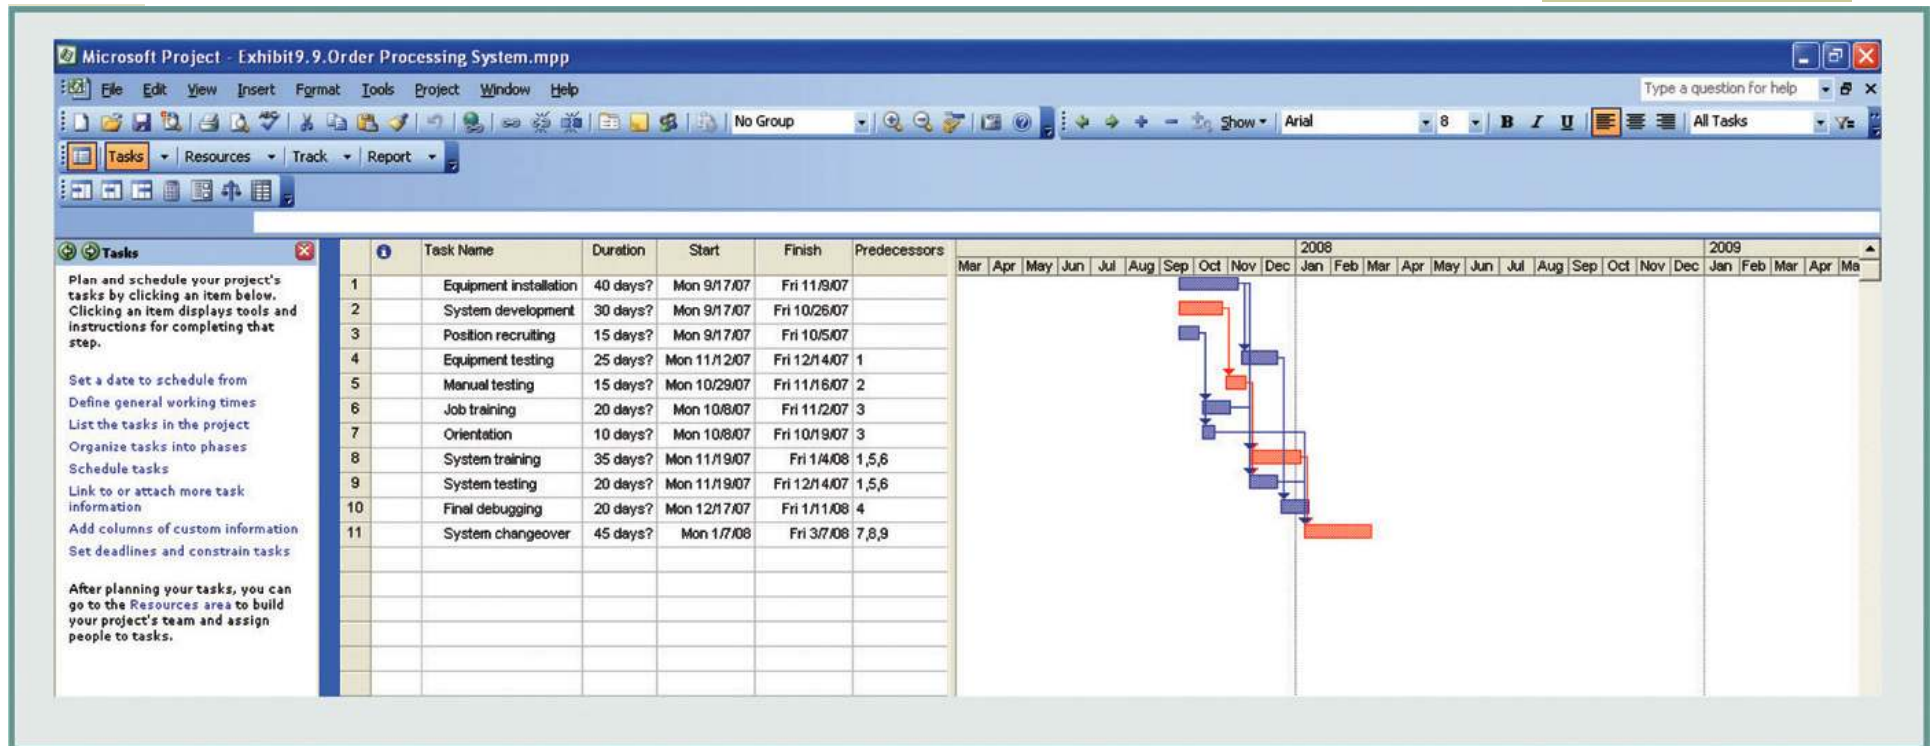 Microsoft Project - Exhibit9.9.Order Processing System.mpp
File Edit View Insert Format Tools Project Window Help Type a question for help
No Group Show Arial 8 B I U All Tasks
Tasks Resources Track Report
Tasks
Plan and schedule your project's
tasks by clicking an item below.
Clicking an item displays tools and
instructions for completing that
step.
Set a date to schedule from
Define general working times
List the tasks in the project
Organize tasks into phases
Schedule tasks
Link to or attach more task
information
Add columns of custom information
Set deadlines and constrain tasks
After planning your tasks, you can
go to the Resources area to build
your project's team and assign
people to tasks.
Task Name Duration Start Finish Predecessors
1 Equipment installation 40 days? Mon 9/17/07 Fri 11/9/07
2 System development 30 days? Mon 9/17/07 Fri 10/26/07
3 Position recruiting 15 days? Mon 9/17/07 Fri 10/5/07
4 Equipment testing 25 days? Mon 11/12/07 Fri 12/14/07 1
5 Manual testing 15 days? Mon 10/29/07 Fri 11/16/07 2
6 Job training 20 days? Mon 10/8/07 Fri 11/2/07 3
7 Orientation 10 days? Mon 10/8/07 Fri 10/19/07 3
8 System training 35 days? Mon 11/19/07 Fri 1/4/08 1,5,6
9 System testing 20 days? Mon 11/19/07 Fri 12/14/07 1,5,6
10 Final debugging 20 days? Mon 12/17/07 Fri 1/11/08 4
11 System changeover 45 days? Mon 1/7/08 Fri 3/7/08 7,8,9
2008 2009
Mar Apr May Jun Jul Aug Sep Oct Nov Dec Jan Feb Mar Apr May Jun Jul Aug Sep Oct Nov Dec Jan Feb Mar Apr Ma